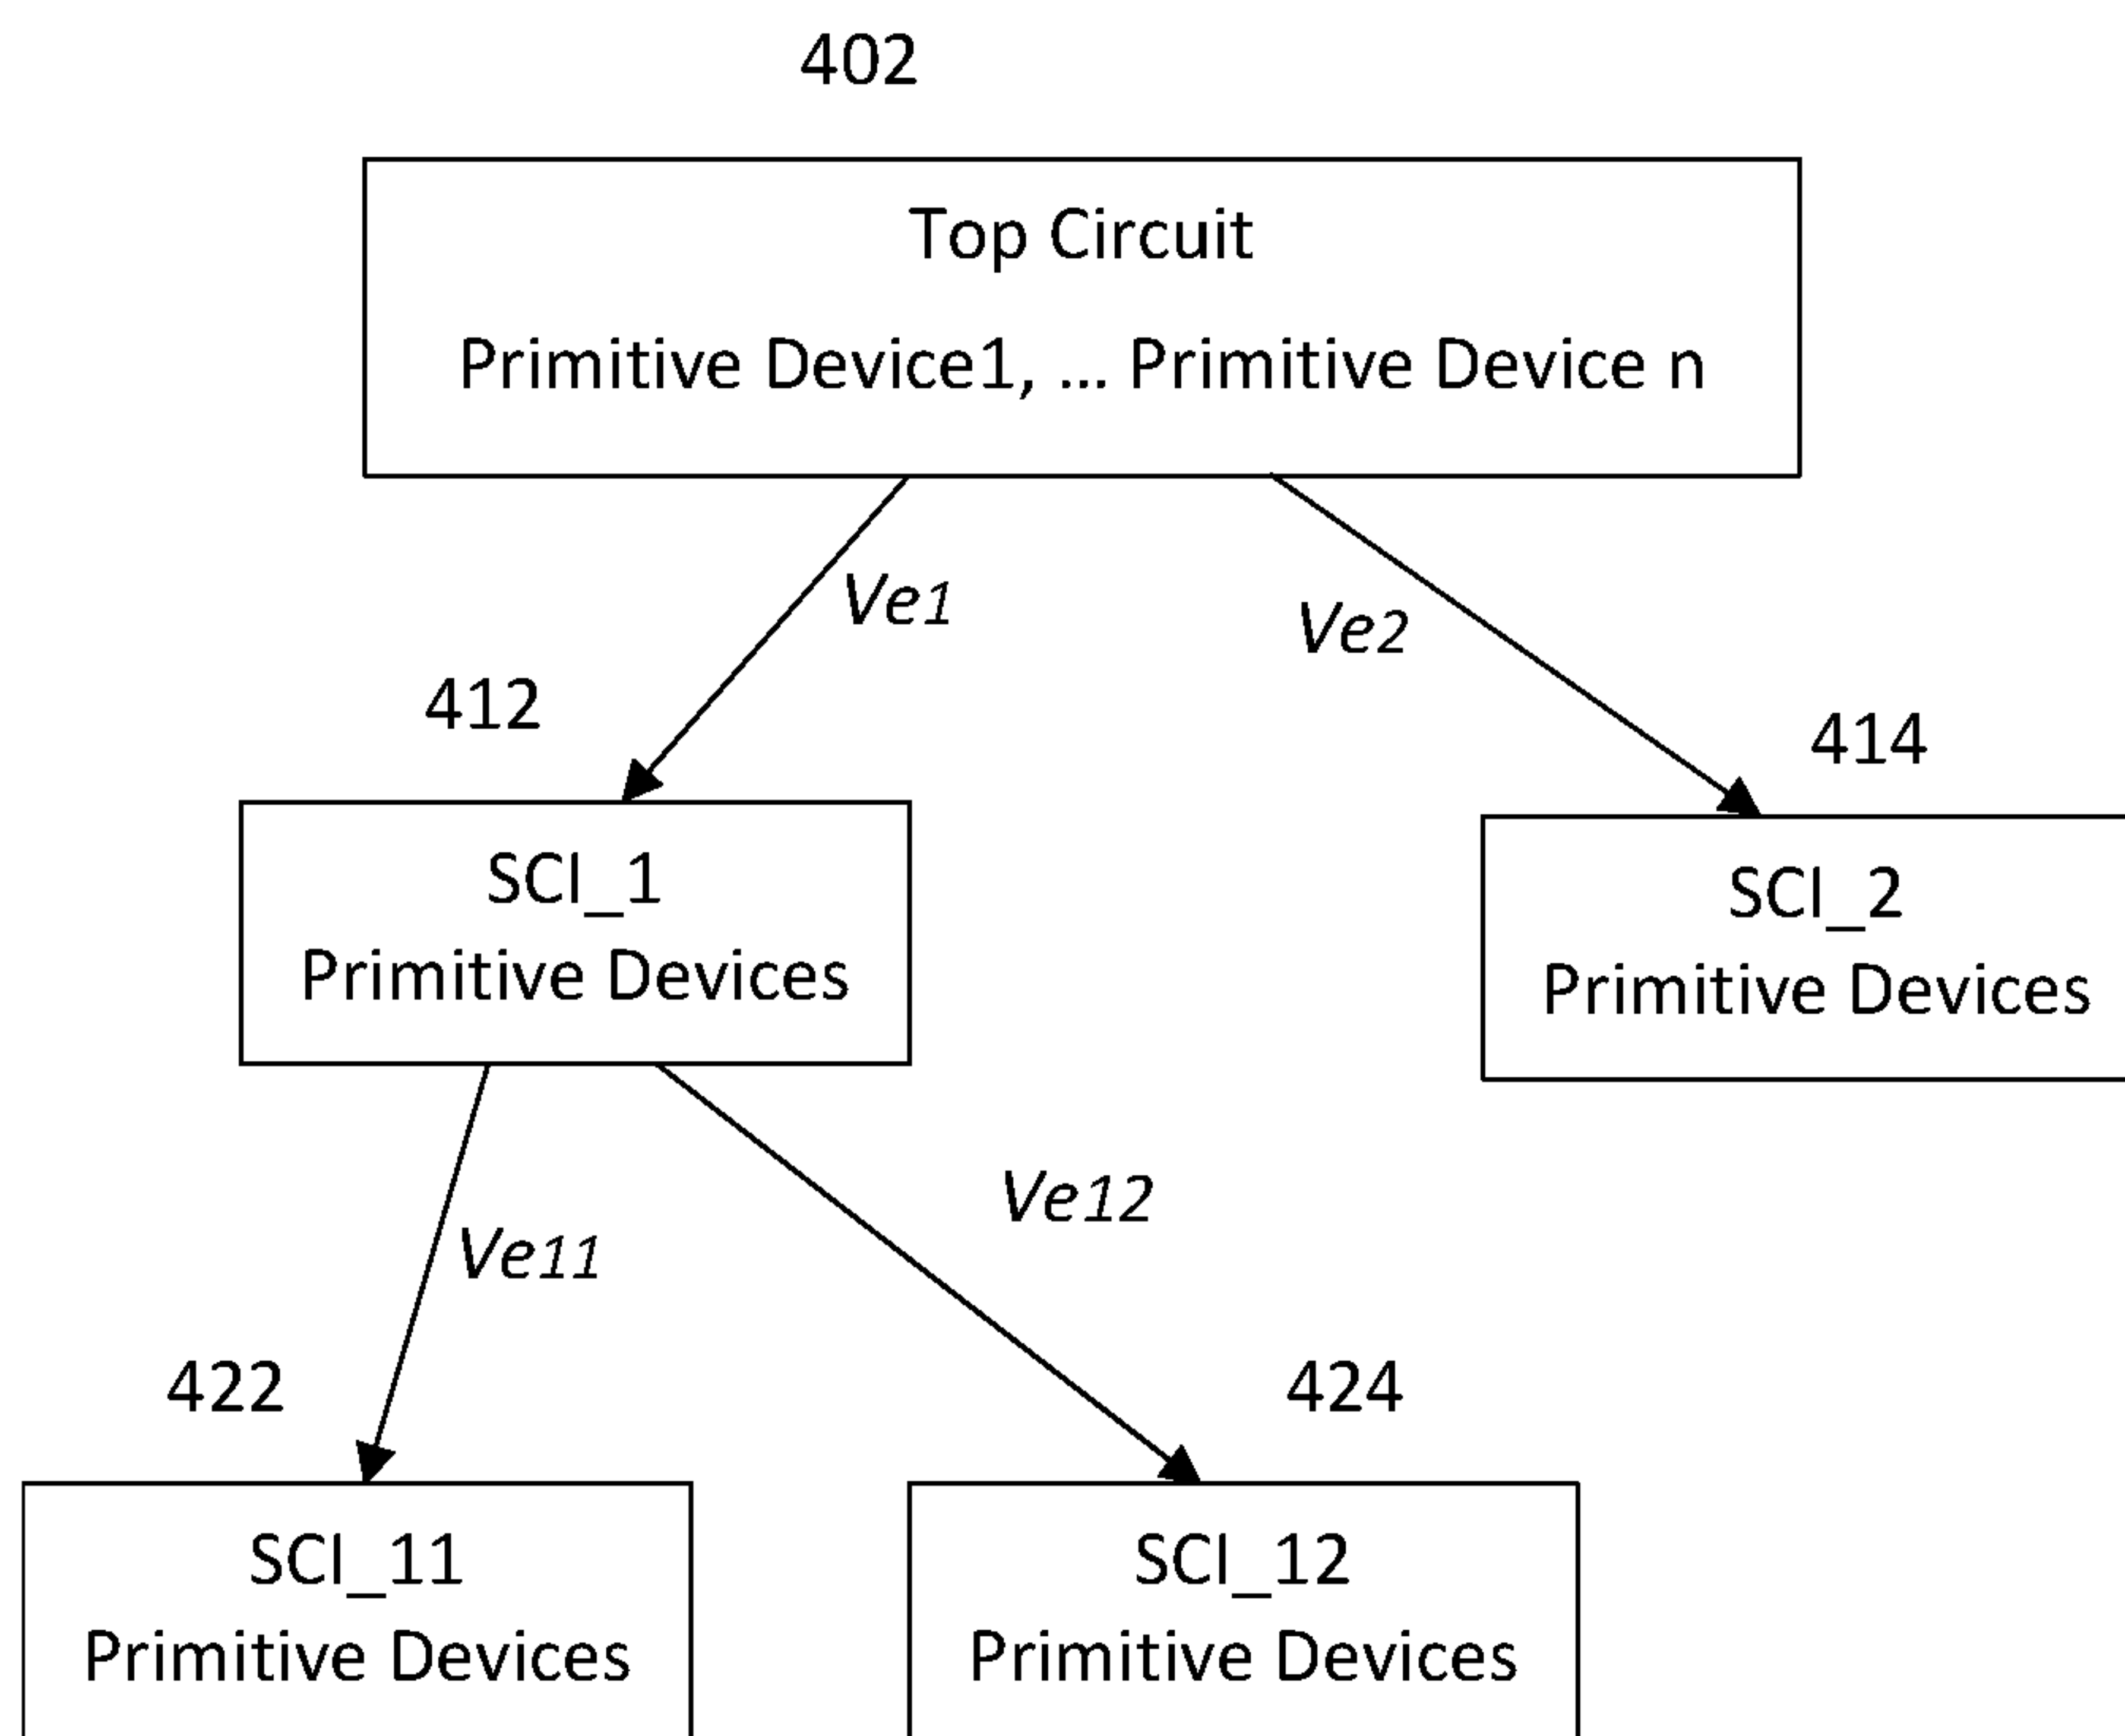 402
Top Circuit
Primitive Device1, ... Primitive Device n
Ve1
Ve2
412
414
SCI_1
Primitive Devices
SCI_2
Primitive Devices
Ve12
Ve11
422
424
SCI_11
Primitive Devices
SCI_12
Primitive Devices